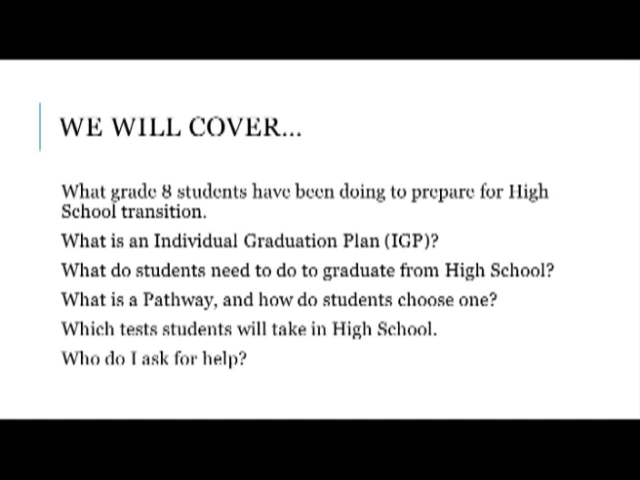 WE WILL COVER...
What grade 8 students have been doing to prepare for High
School transition.
What is an Individual Graduation Plan (IGP)?
What do students need to do to graduate from High School?
What is a Pathway, and how do students choose one?
Which tests students will take in High School.
Who do I ask for help?